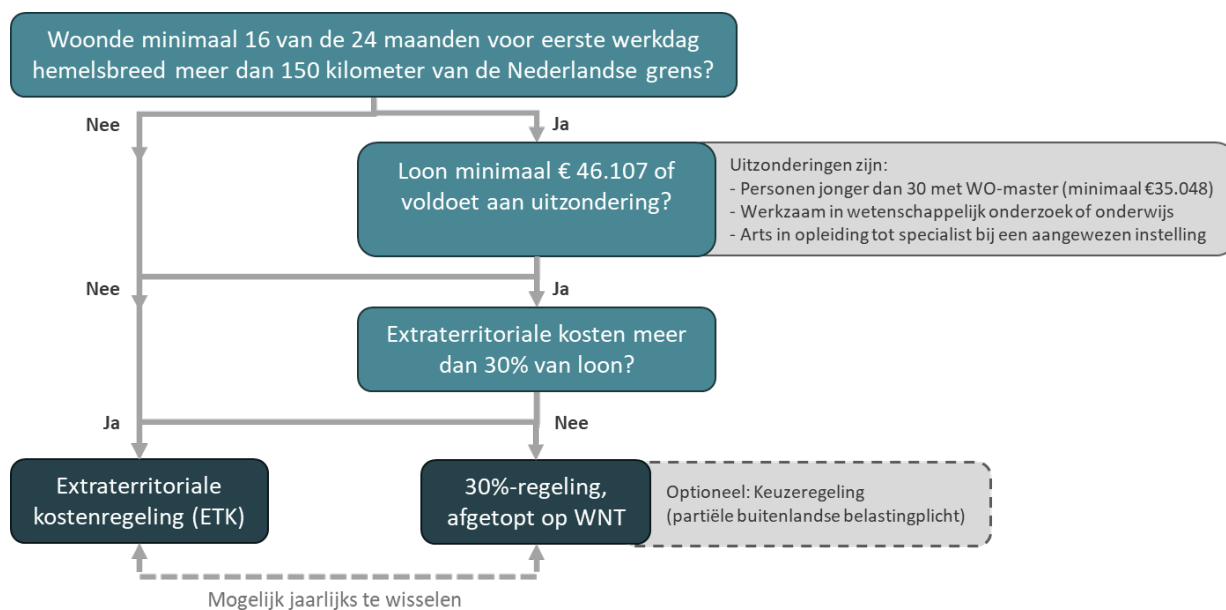 Woonde minimaal 16 van de 24 maanden voor eerste werkdag
hemelsbreed meer dan 150 kilometer van de Nederlandse grens?
Nee
Ja
Loon minimaal € 46.107 of
voldoet aan uitzondering?
Uitzonderingen zijn:
- Personen jonger dan 30 met WO-master (minimaal €35.048)
- Werkzaam in wetenschappelijk onderzoek of onderwijs
- Arts in opleiding tot specialist bij een aangewezen instelling
Nee
Ja
Extraterritoriale kosten meer
dan 30% van loon?
Ja
Nee
Extraterritoriale
kostenregeling (ETK)
30%-regeling,
afgetopt op WNT
Optioneel: Keuzeregeling
(partiële buitenlandse belastingplicht)
Mogelijk jaarlijks te wisselen